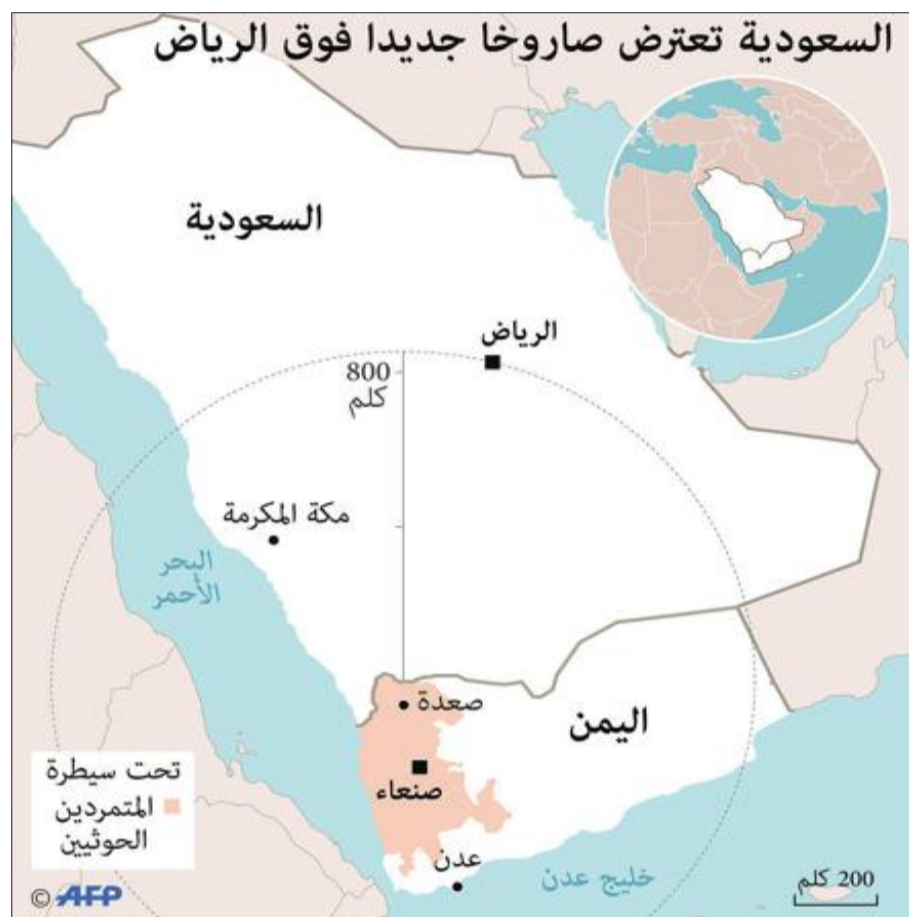 السعودية تعترض صاروخا جديدا فوق الرياض
السعودية
الرياض
800
كلم
مكة المكرمة
البحر
الأحمر
صعدة
اليمن
صنعاء
تحت سيطرة
المتمردين
الحوثيين
عدن
خليج عدن
200 كلم
© AFP